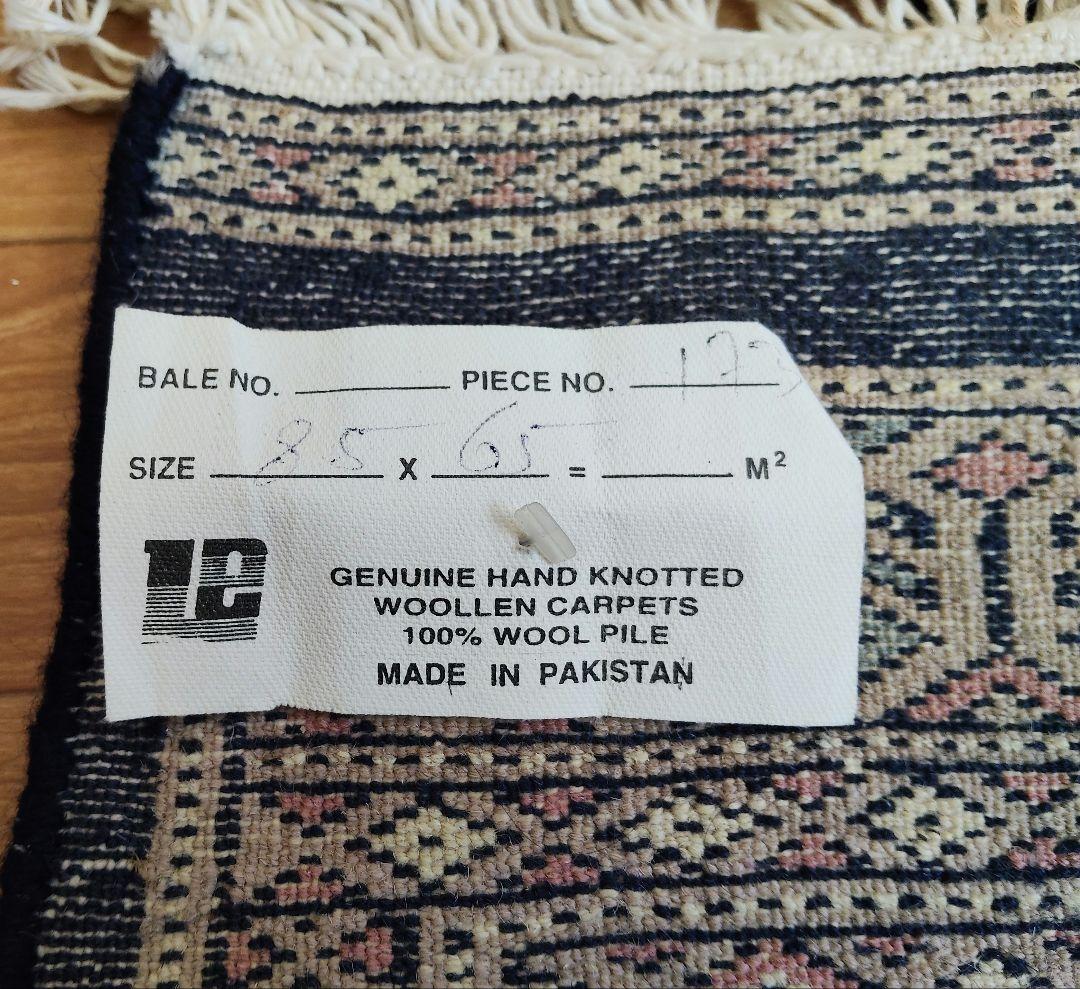 BALE NO. PIECE NO. 173
SIZE 85 X 65 = M²
GENUINE HAND KNOTTED
WOOLLEN CARPETS
100% WOOL PILE
MADE IN PAKISTAN